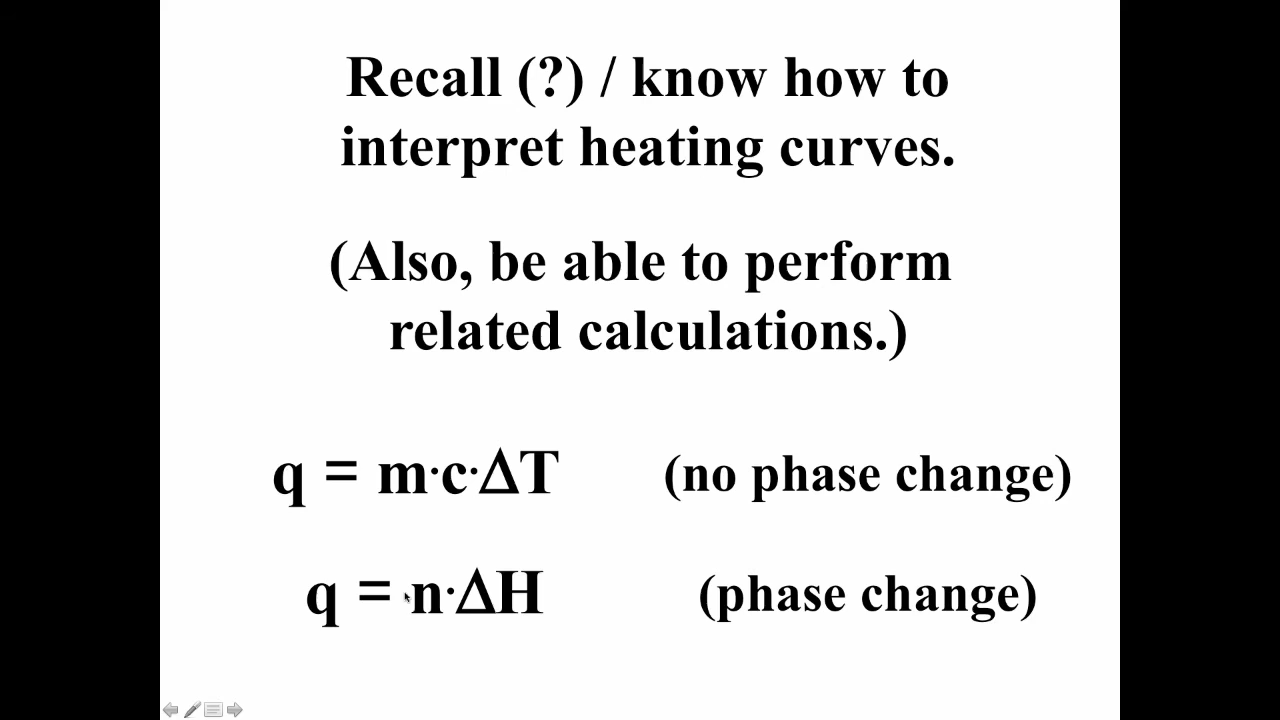 Recall (?) / know how to
interpret heating curves.
(Also, be able to perform
related calculations.)
q = m·c·ΔT (no phase change)
q = n·ΔH (phase change)